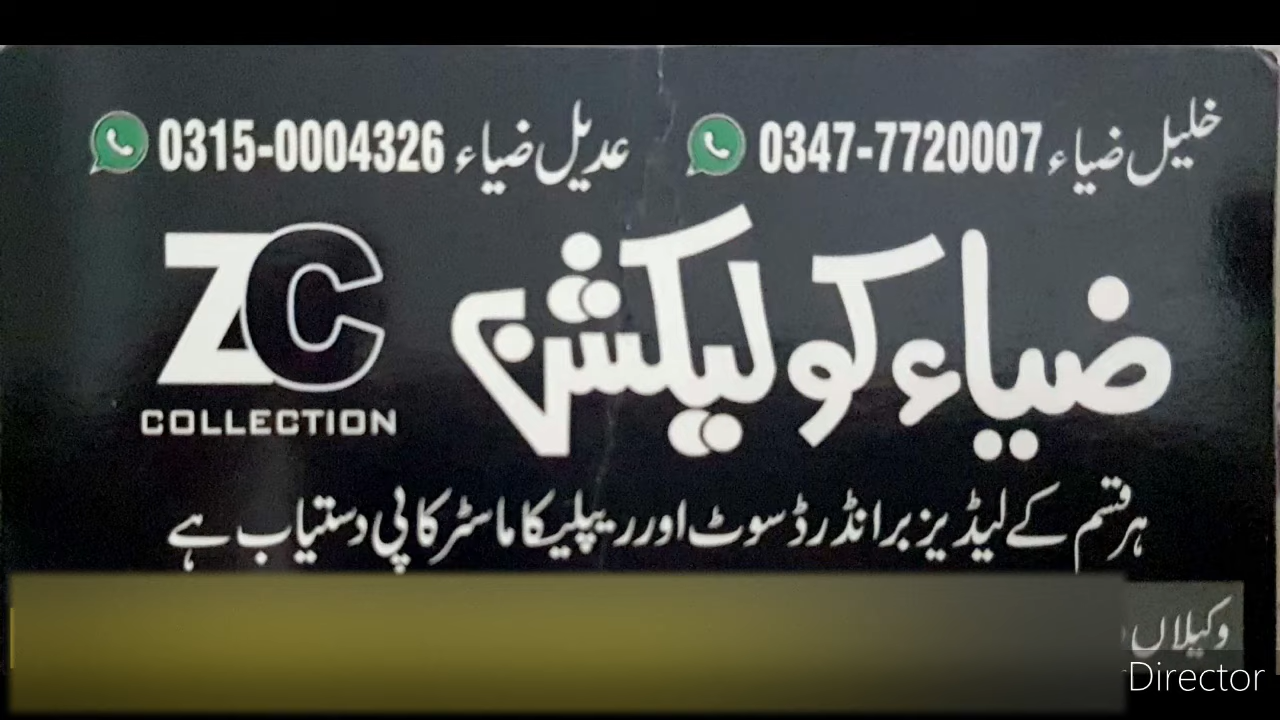 خلیل ضیاء 0347-7720007 عدیل ضیاء 0315-0004326
ضیاء کولیکشن
ZC
COLLECTION
ہر قسم کے لیڈیز برانڈرڈ سوٹ اور ریپلیکا ماسٹر کاپی دستیاب ہے
وکیلاں
Director